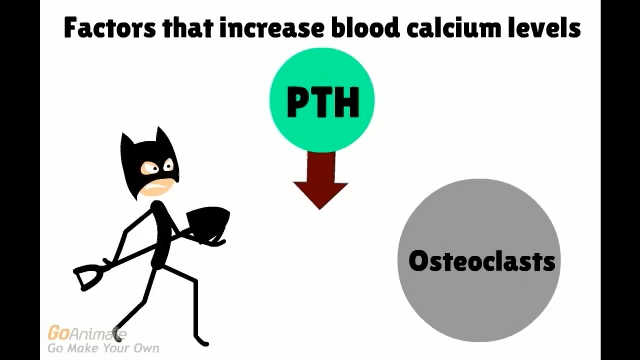 Factors that increase blood calcium levels
PTH
Osteoclasts
GoAnimate
Go Make Your Own